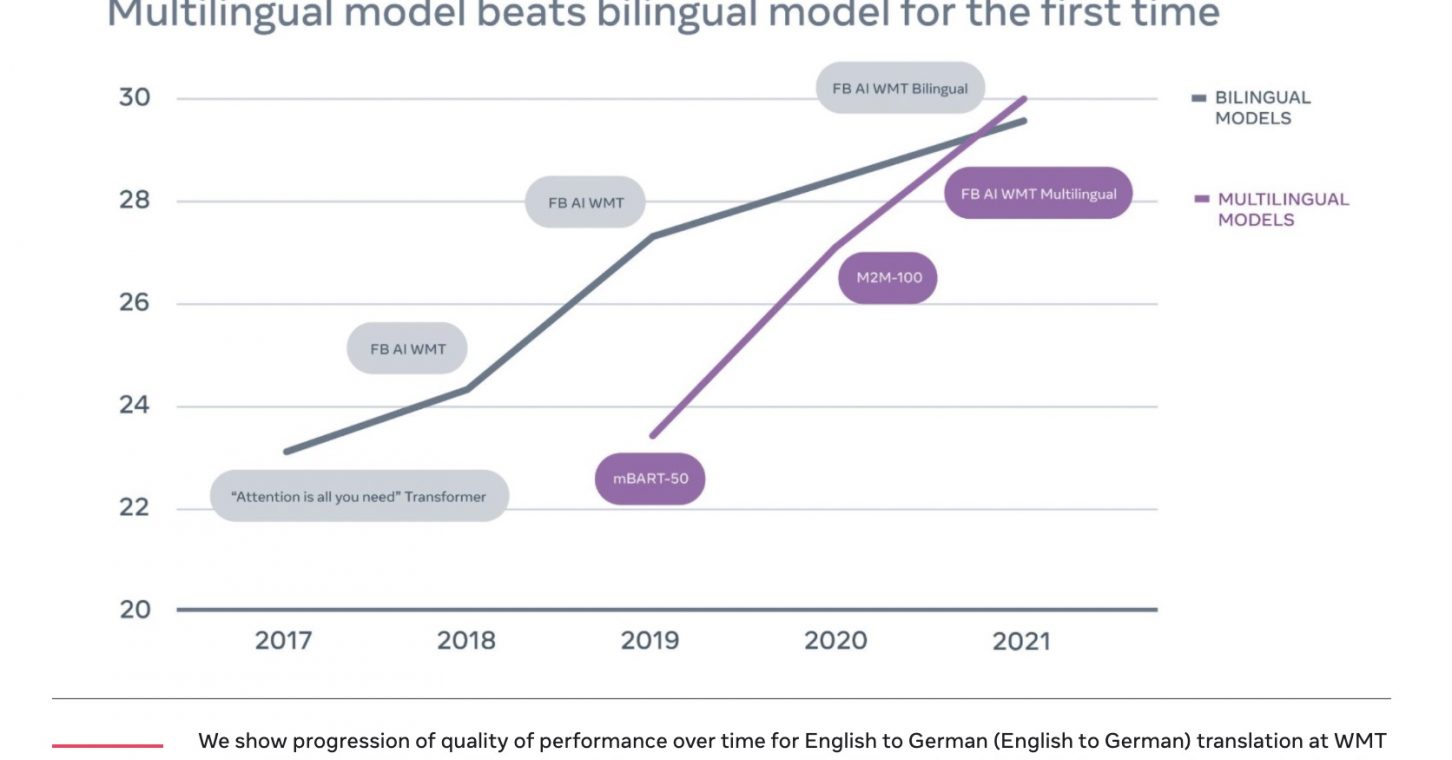 Multilingual model beats bilingual model for the first time
FB AI WMT Bilingual
30
BILINGUAL
MODELS
FB AI WMT
28
FB AI WMT Multilingual
MULTILINGUAL
MODELS
M2M-100
26
FB AI WMT
24
mBART-50
"Attention is all you need" Transformer
22
20
2017 2018 2019 2020 2021
We show progression of quality of performance over time for English to German (English to German) translation at WMT